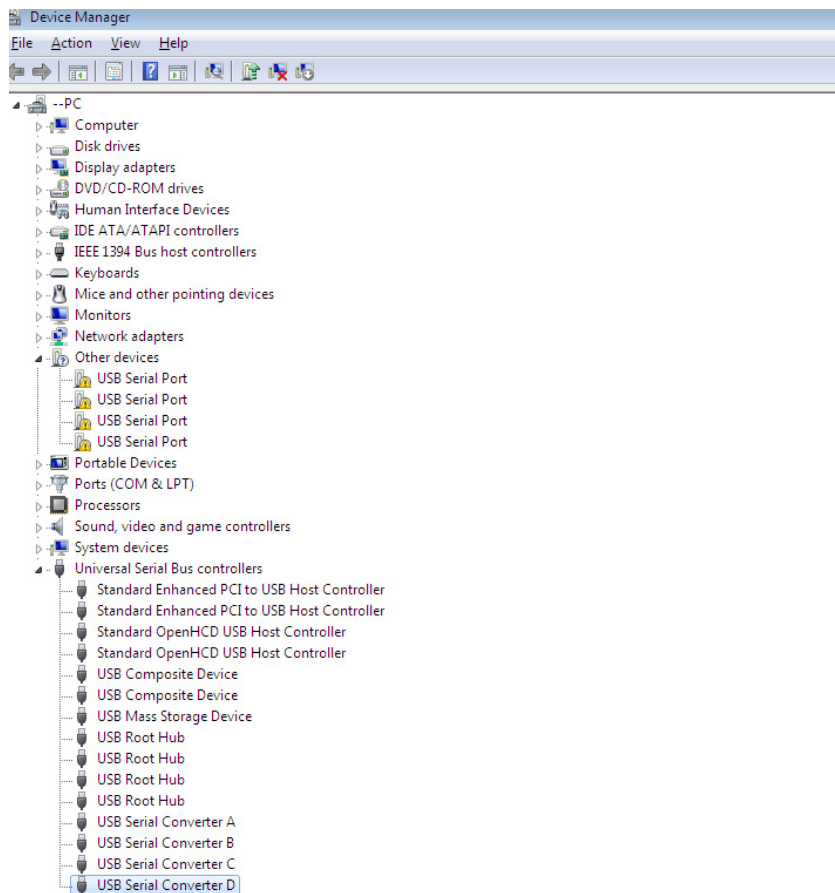 Device Manager
File Action View Help
--PC
Computer
Disk drives
Display adapters
DVD/CD-ROM drives
Human Interface Devices
IDE ATA/ATAPI controllers
IEEE 1394 Bus host controllers
Keyboards
Mice and other pointing devices
Monitors
Network adapters
Other devices
USB Serial Port
USB Serial Port
USB Serial Port
USB Serial Port
Portable Devices
Ports (COM & LPT)
Processors
Sound, video and game controllers
System devices
Universal Serial Bus controllers
Standard Enhanced PCI to USB Host Controller
Standard Enhanced PCI to USB Host Controller
Standard OpenHCD USB Host Controller
Standard OpenHCD USB Host Controller
USB Composite Device
USB Composite Device
USB Mass Storage Device
USB Root Hub
USB Root Hub
USB Root Hub
USB Root Hub
USB Serial Converter A
USB Serial Converter B
USB Serial Converter C
USB Serial Converter D